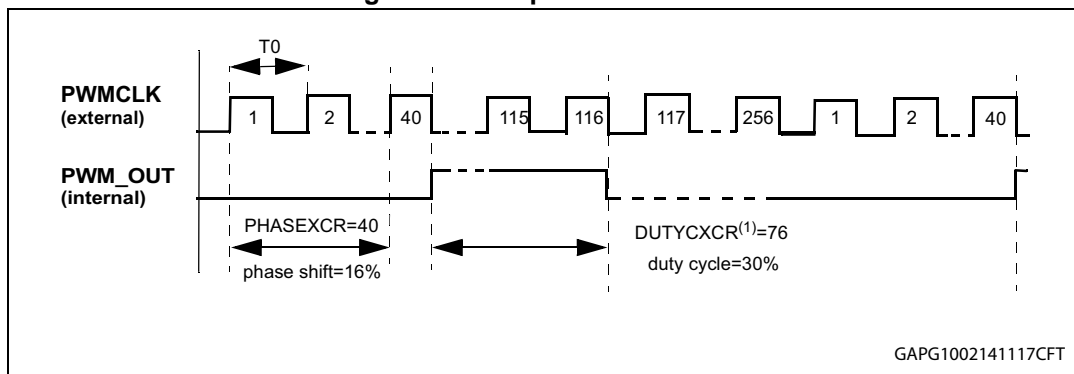 T0
PWMCLK
(external)
1 2 40 115 116 117 256 1 2 40
PWM_OUT
(internal)
PHASEXCR=40
phase shift=16%
DUTYCXCR(1)=76
duty cycle=30%
GAPG1002141117CFT